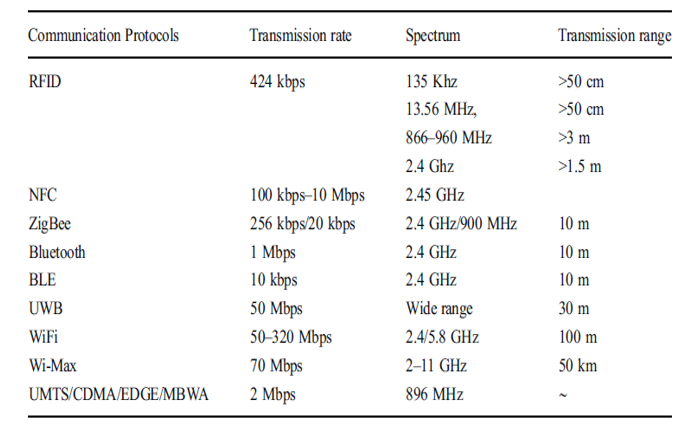 Communication Protocols Transmission rate Spectrum Transmission range
RFID 424 kbps 135 Khz >50 cm
13.56 MHz, >50 cm
866–960 MHz >3 m
2.4 Ghz >1.5 m
NFC 100 kbps–10 Mbps 2.45 GHz
ZigBee 256 kbps/20 kbps 2.4 GHz/900 MHz 10 m
Bluetooth 1 Mbps 2.4 GHz 10 m
BLE 10 kbps 2.4 GHz 10 m
UWB 50 Mbps Wide range 30 m
WiFi 50–320 Mbps 2.4/5.8 GHz 100 m
Wi-Max 70 Mbps 2–11 GHz 50 km
UMTS/CDMA/EDGE/MBWA 2 Mbps 896 MHz ~